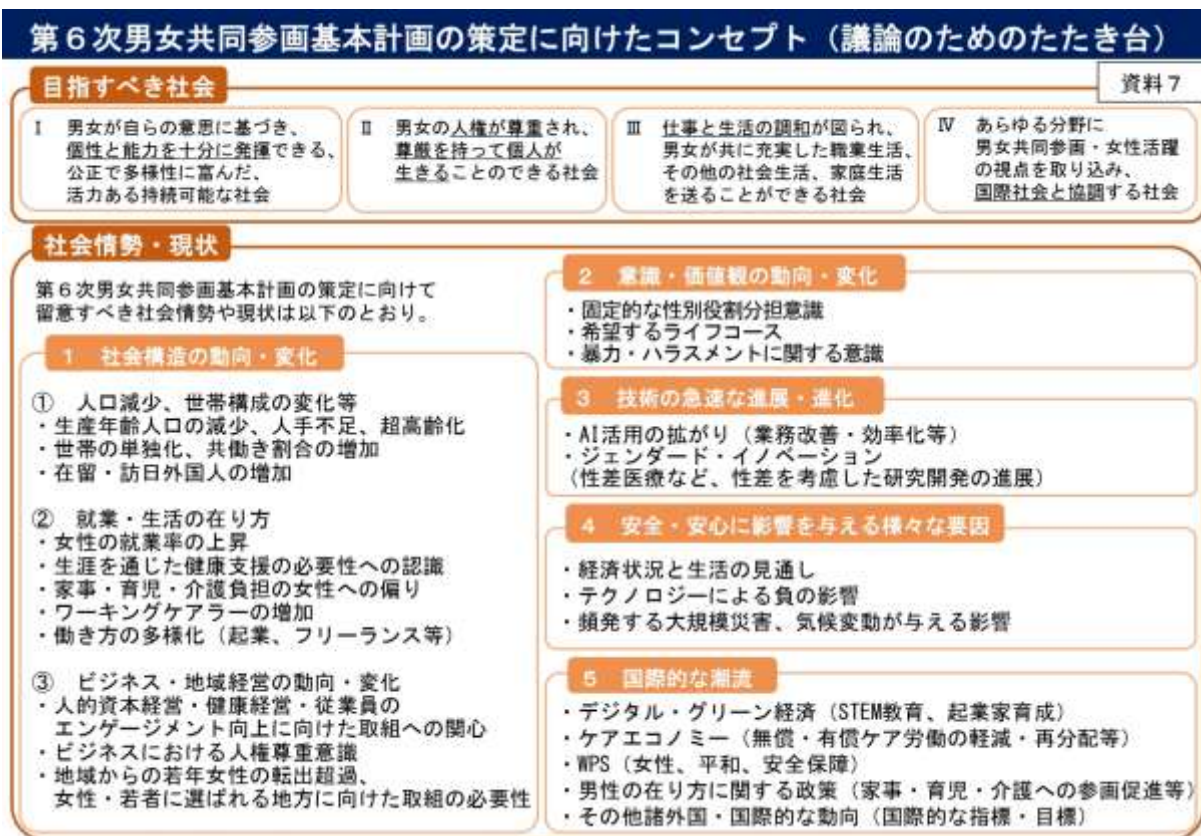 第６次男女共同参画基本計画の策定に向けたコンセプト（議論のためのたたき台）
資料７
目指すべき社会
Ⅰ 男女が自らの意思に基づき、
個性と能力を十分に発揮できる、
公正で多様性に富んだ、
活力ある持続可能な社会
Ⅱ 男女の人権が尊重され、
尊厳を持って個人が
生きることのできる社会
Ⅲ 仕事と生活の調和が図られ、
男女が共に充実した職業生活、
その他の社会生活、家庭生活
を送ることができる社会
Ⅳ あらゆる分野に
男女共同参画・女性活躍
の視点を取り込み、
国際社会と協調する社会
社会情勢・現状
第６次男女共同参画基本計画の策定に向けて
留意すべき社会情勢や現状は以下のとおり。
１ 社会構造の動向・変化
① 人口減少、世帯構成の変化等
・生産年齢人口の減少、人手不足、超高齢化
・世帯の単独化、共働き割合の増加
・在留・訪日外国人の増加
② 就業・生活の在り方
・女性の就業率の上昇
・生涯を通じた健康支援の必要性への認識
・家事・育児・介護負担の女性への偏り
・ワーキングケアラーの増加
・働き方の多様化（起業、フリーランス等）
③ ビジネス・地域経営の動向・変化
・人的資本経営・健康経営・従業員の
エンゲージメント向上に向けた取組への関心
・ビジネスにおける人権尊重意識
・地域からの若年女性の転出超過、
女性・若者に選ばれる地方に向けた取組の必要性
２ 意識・価値観の動向・変化
・固定的な性別役割分担意識
・希望するライフコース
・暴力・ハラスメントに関する意識
３ 技術の急速な進展・進化
・AI活用の拡がり（業務改善・効率化等）
・ジェンダード・イノベーション
（性差医療など、性差を考慮した研究開発の進展）
４ 安全・安心に影響を与える様々な要因
・経済状況と生活の見通し
・テクノロジーによる負の影響
・頻発する大規模災害、気候変動が与える影響
５ 国際的な潮流
・デジタル・グリーン経済（STEM教育、起業家育成）
・ケアエコノミー（無償・有償ケア労働の軽減・再分配等）
・WPS（女性、平和、安全保障）
・男性の在り方に関する政策（家事・育児・介護への参画促進等）
・その他諸外国・国際的な動向（国際的な指標・目標）